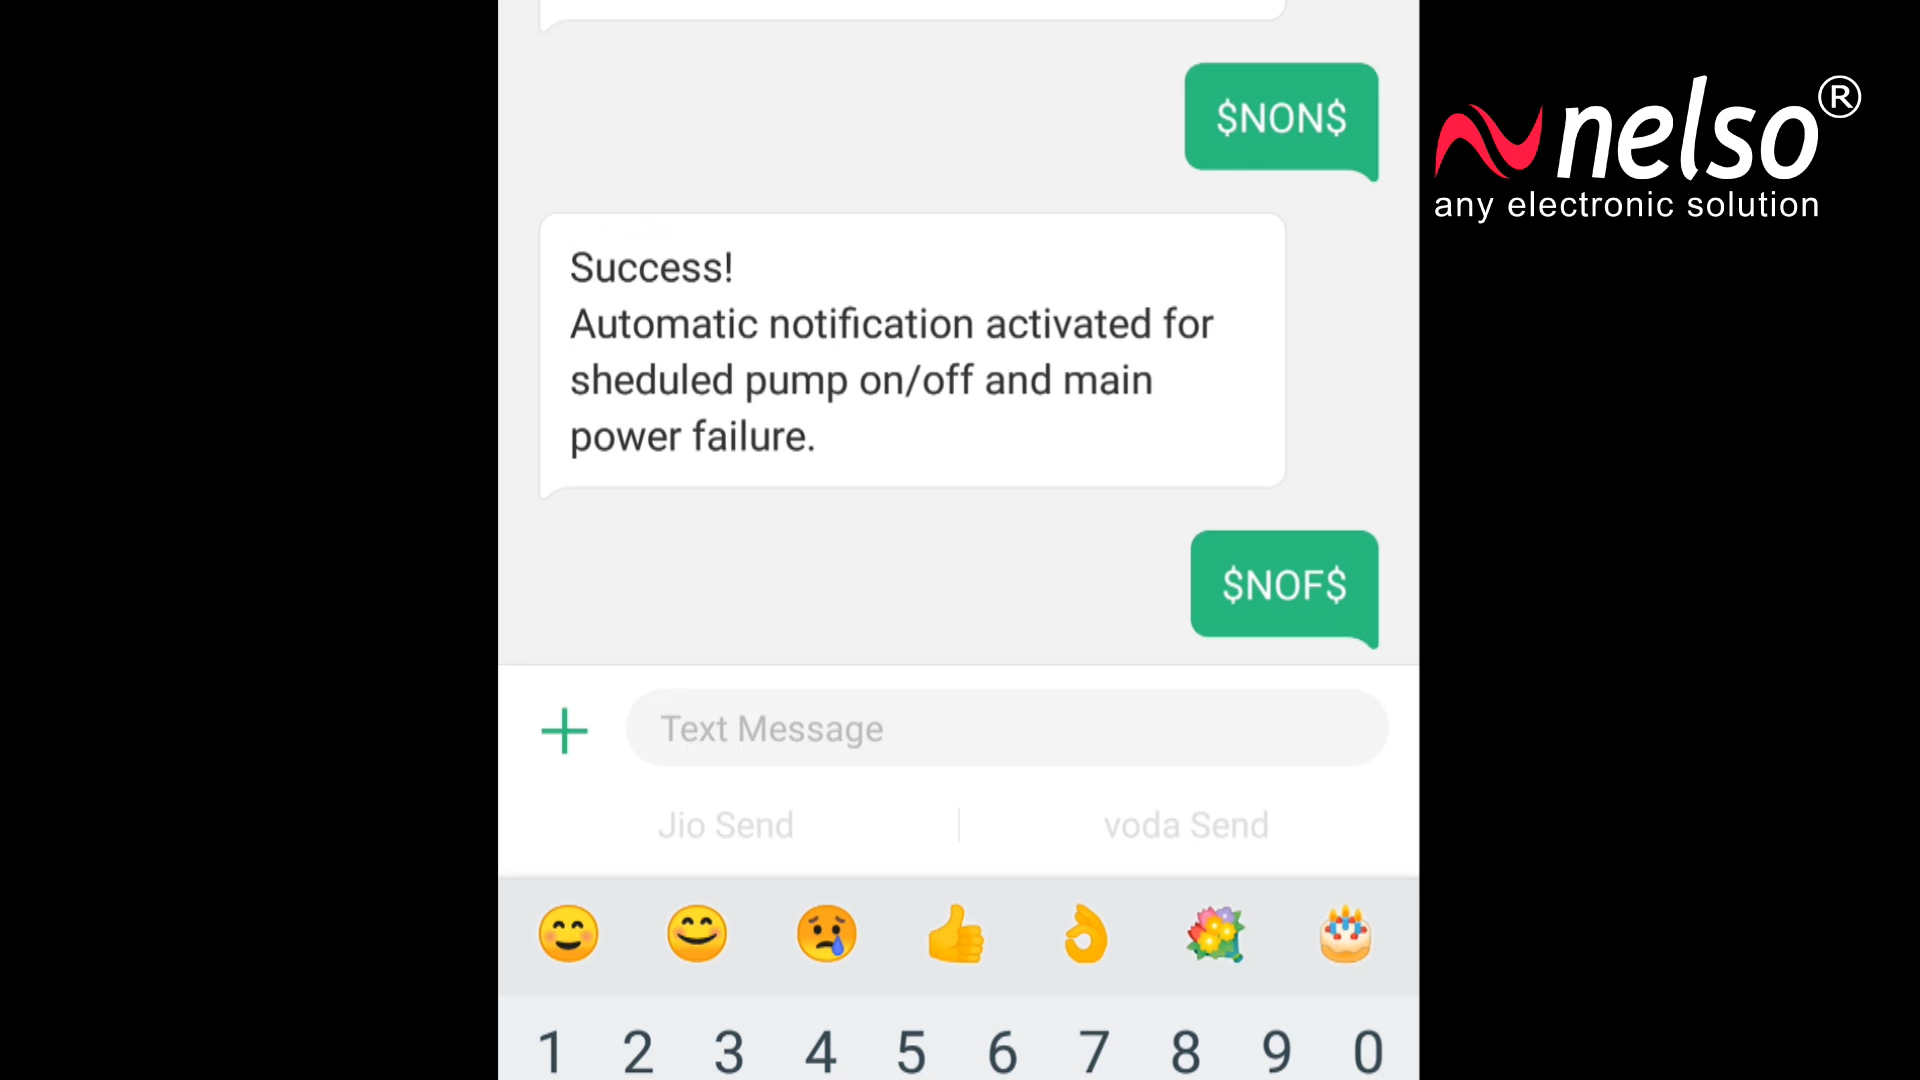 $NON$
nelso®
any electronic solution
Success!
Automatic notification activated for
sheduled pump on/off and main
power failure.
$NOF$
Text Message
Jio Send
voda Send
1 2 3 4 5 6 7 8 9 0